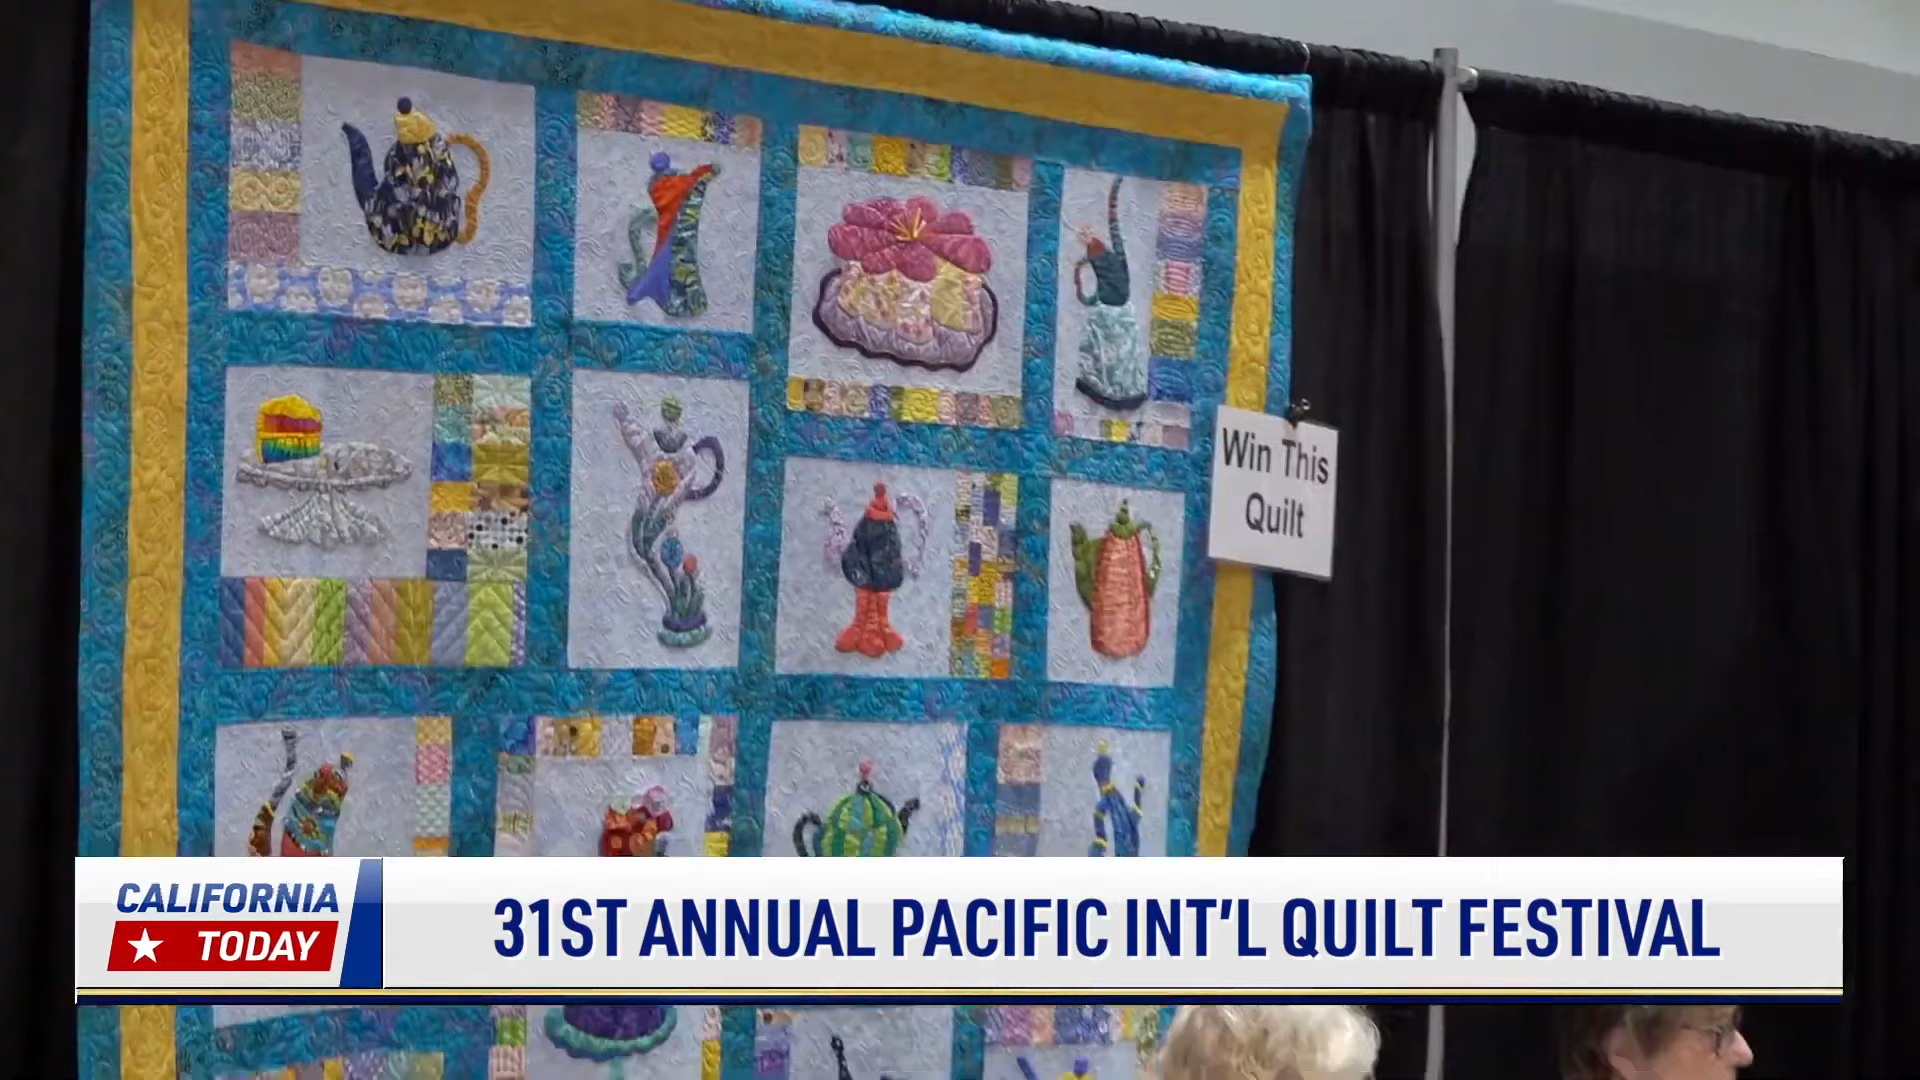 Win This
Quilt
CALIFORNIA
TODAY
31ST ANNUAL PACIFIC INT'L QUILT FESTIVAL